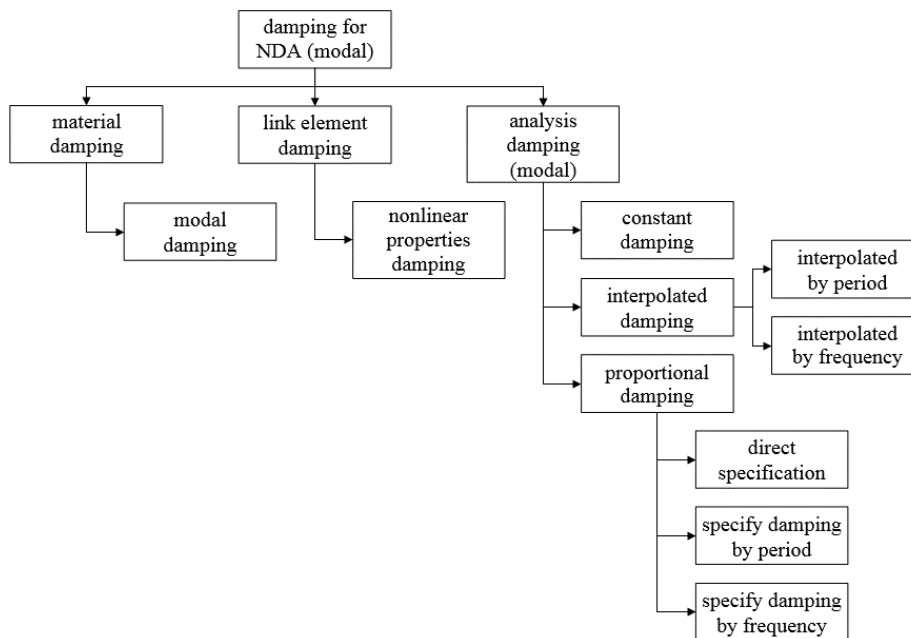 damping for
NDA (modal)
material
damping
link element
damping
analysis
damping
(modal)
modal
damping
nonlinear
properties
damping
constant
damping
interpolated
damping
interpolated
by period
interpolated
by frequency
proportional
damping
direct
specification
specify damping
by period
specify damping
by frequency